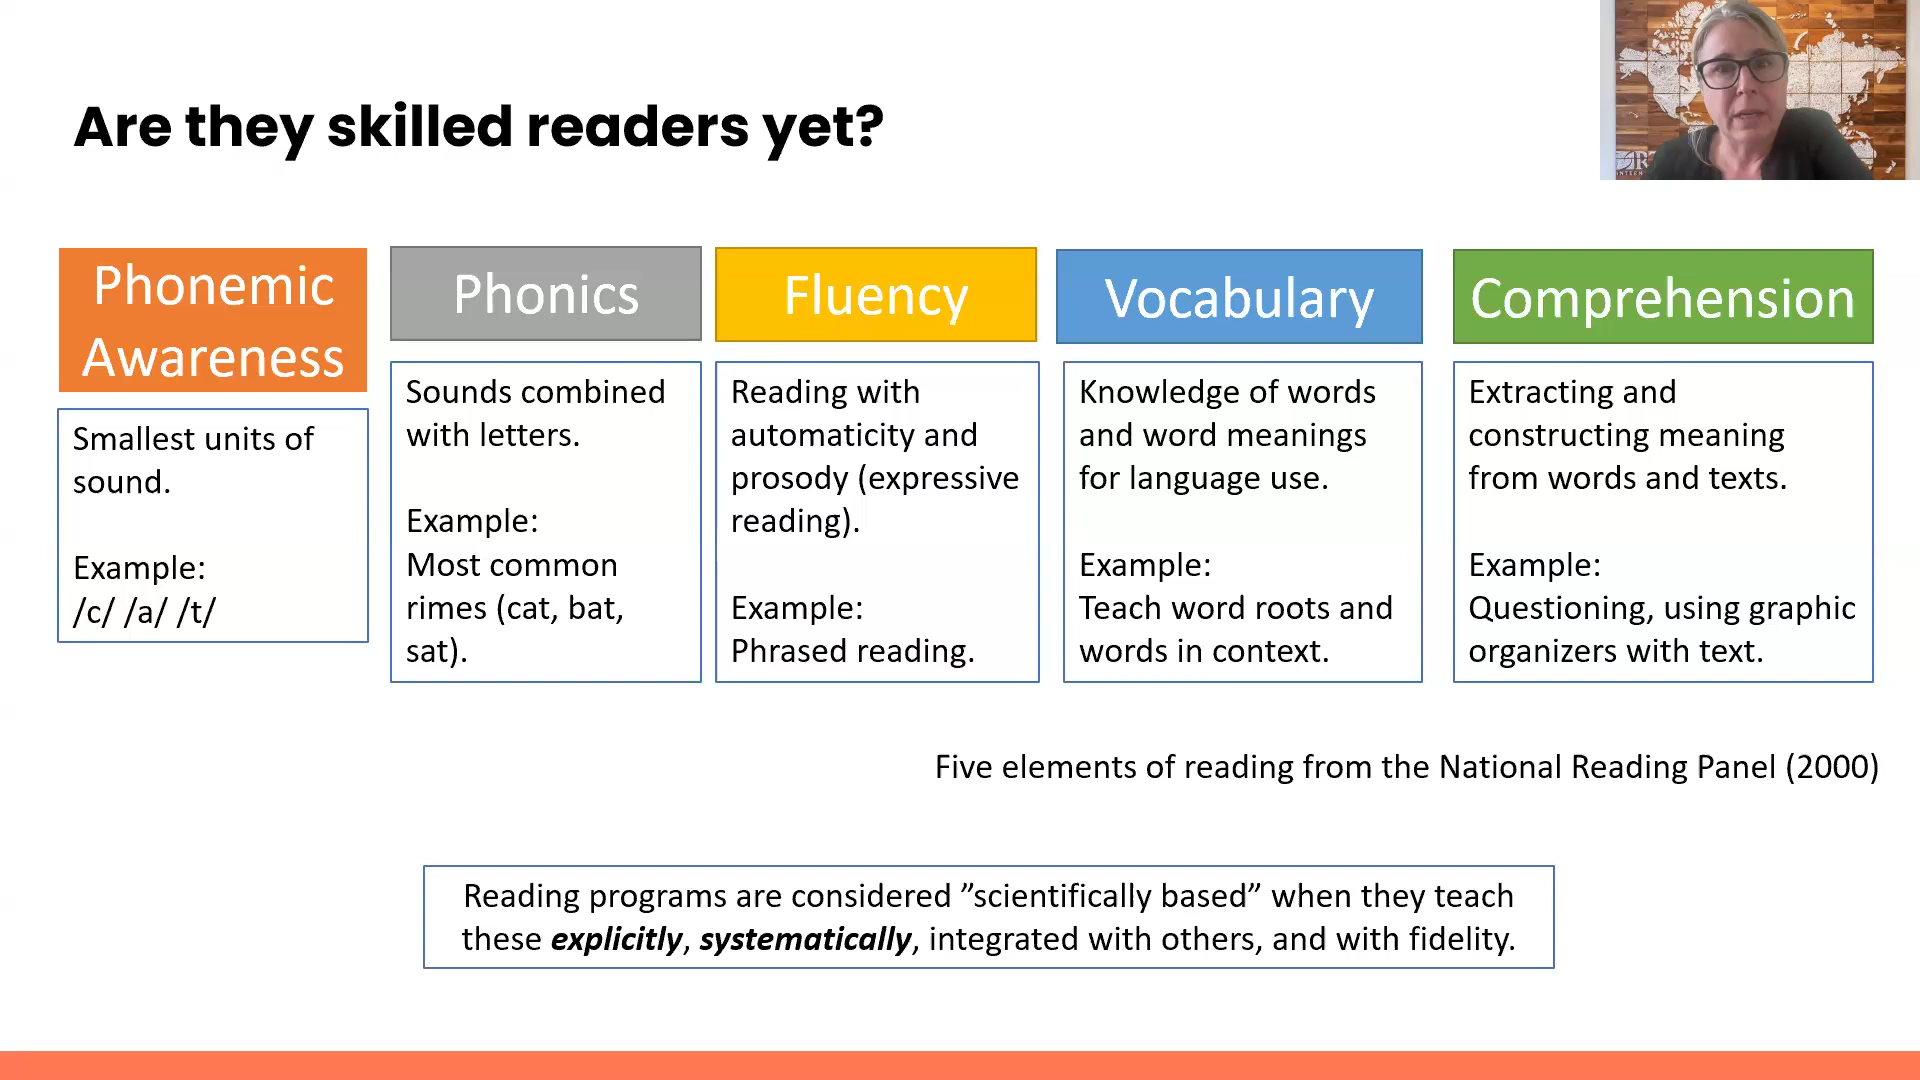 Are they skilled readers yet?
Phonemic
Awareness
Smallest units of
sound.
Example:
/c/ /a/ /t/
Phonics
Sounds combined
with letters.
Example:
Most common
rimes (cat, bat,
sat).
Fluency
Reading with
automaticity and
prosody (expressive
reading).
Example:
Phrased reading.
Vocabulary
Knowledge of words
and word meanings
for language use.
Example:
Teach word roots and
words in context.
Comprehension
Extracting and
constructing meaning
from words and texts.
Example:
Questioning, using graphic
organizers with text.
Five elements of reading from the National Reading Panel (2000)
Reading programs are considered ”scientifically based” when they teach
these explicitly, systematically, integrated with others, and with fidelity.